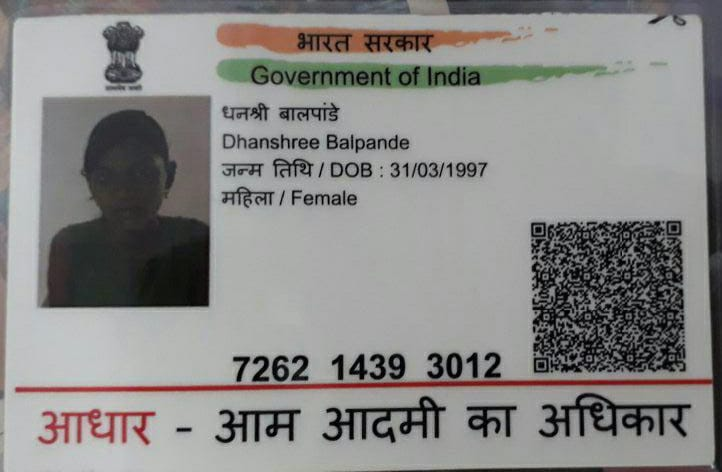 भारत सरकार
Government of India
धनश्री बालपांडे
Dhanshree Balpande
जन्म तिथि / DOB : 31/03/1997
महिला / Female
7262 1439 3012
आधार - आम आदमी का अधिकार